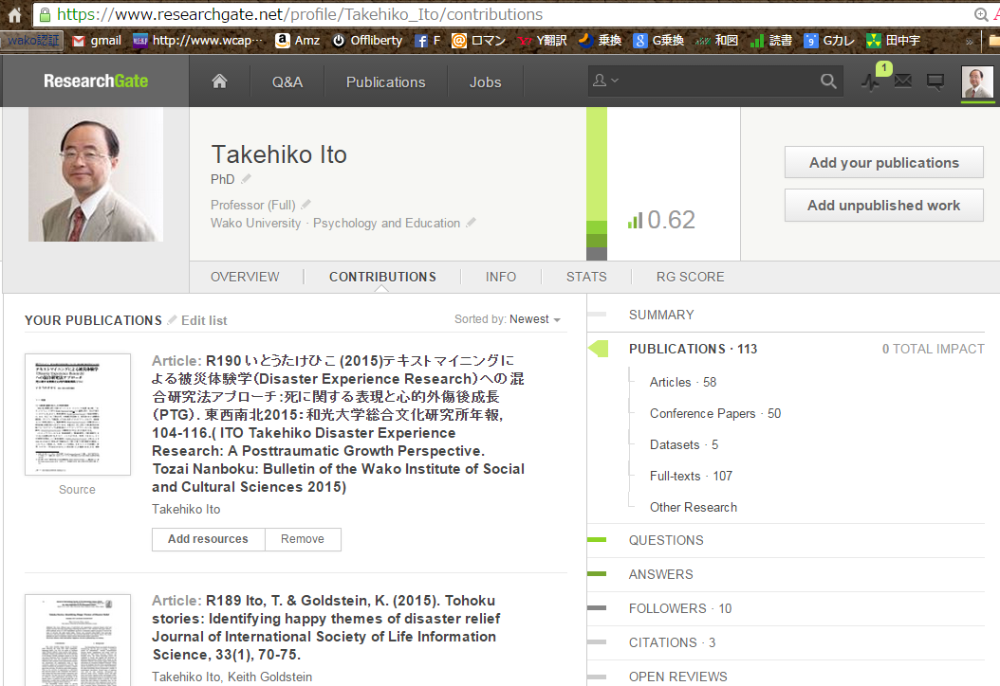 https://www.researchgate.net/profile/Takehiko_Ito/contributions
wako認証 gmail http://www.wcap… Amz Offliberty F ロマン Y翻訳 乗換 G乗換 和図 読書 9 Gカレ 田中宇 »
ResearchGate Q&A Publications Jobs 1
Takehiko Ito
PhD
Professor (Full)
Wako University · Psychology and Education
0.62
Add your publications
Add unpublished work
OVERVIEW CONTRIBUTIONS INFO STATS RG SCORE
YOUR PUBLICATIONS Edit list Sorted by: Newest
Article: R190 いとうたけひこ (2015)テキストマイニングに
よる被災体験学(Disaster Experience Research)への混
合研究法アプローチ:死に関する表現と心的外傷後成長
(PTG). 東西南北2015:和光大学総合文化研究所年報,
104-116.( ITO Takehiko Disaster Experience
Research: A Posttraumatic Growth Perspective.
Tozai Nanboku: Bulletin of the Wako Institute of Social
and Cultural Sciences 2015)
Source
Takehiko Ito
Add resources Remove
Article: R189 Ito, T. & Goldstein, K. (2015). Tohoku
stories: Identifying happy themes of disaster relief
Journal of International Society of Life Information
Science, 33(1), 70-75.
Takehiko Ito, Keith Goldstein
SUMMARY
PUBLICATIONS · 113 0 TOTAL IMPACT
Articles · 58
Conference Papers · 50
Datasets · 5
Full-texts · 107
Other Research
QUESTIONS
ANSWERS
FOLLOWERS · 10
CITATIONS · 3
OPEN REVIEWS